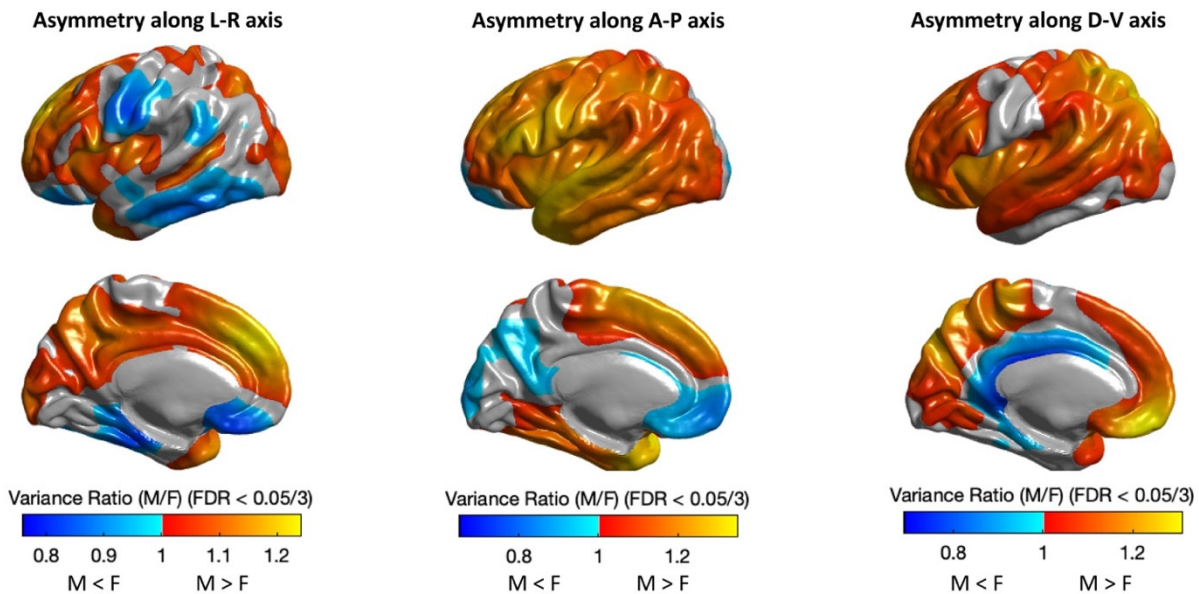 Asymmetry along L-R axis
Asymmetry along A-P axis
Asymmetry along D-V axis
Variance Ratio (M/F) (FDR < 0.05/3)
0.8 0.9 1 1.1 1.2
M < F M > F
Variance Ratio (M/F) (FDR < 0.05/3)
0.8 1 1.2
M < F M > F
Variance Ratio (M/F) (FDR < 0.05/3)
0.8 1 1.2
M < F M > F